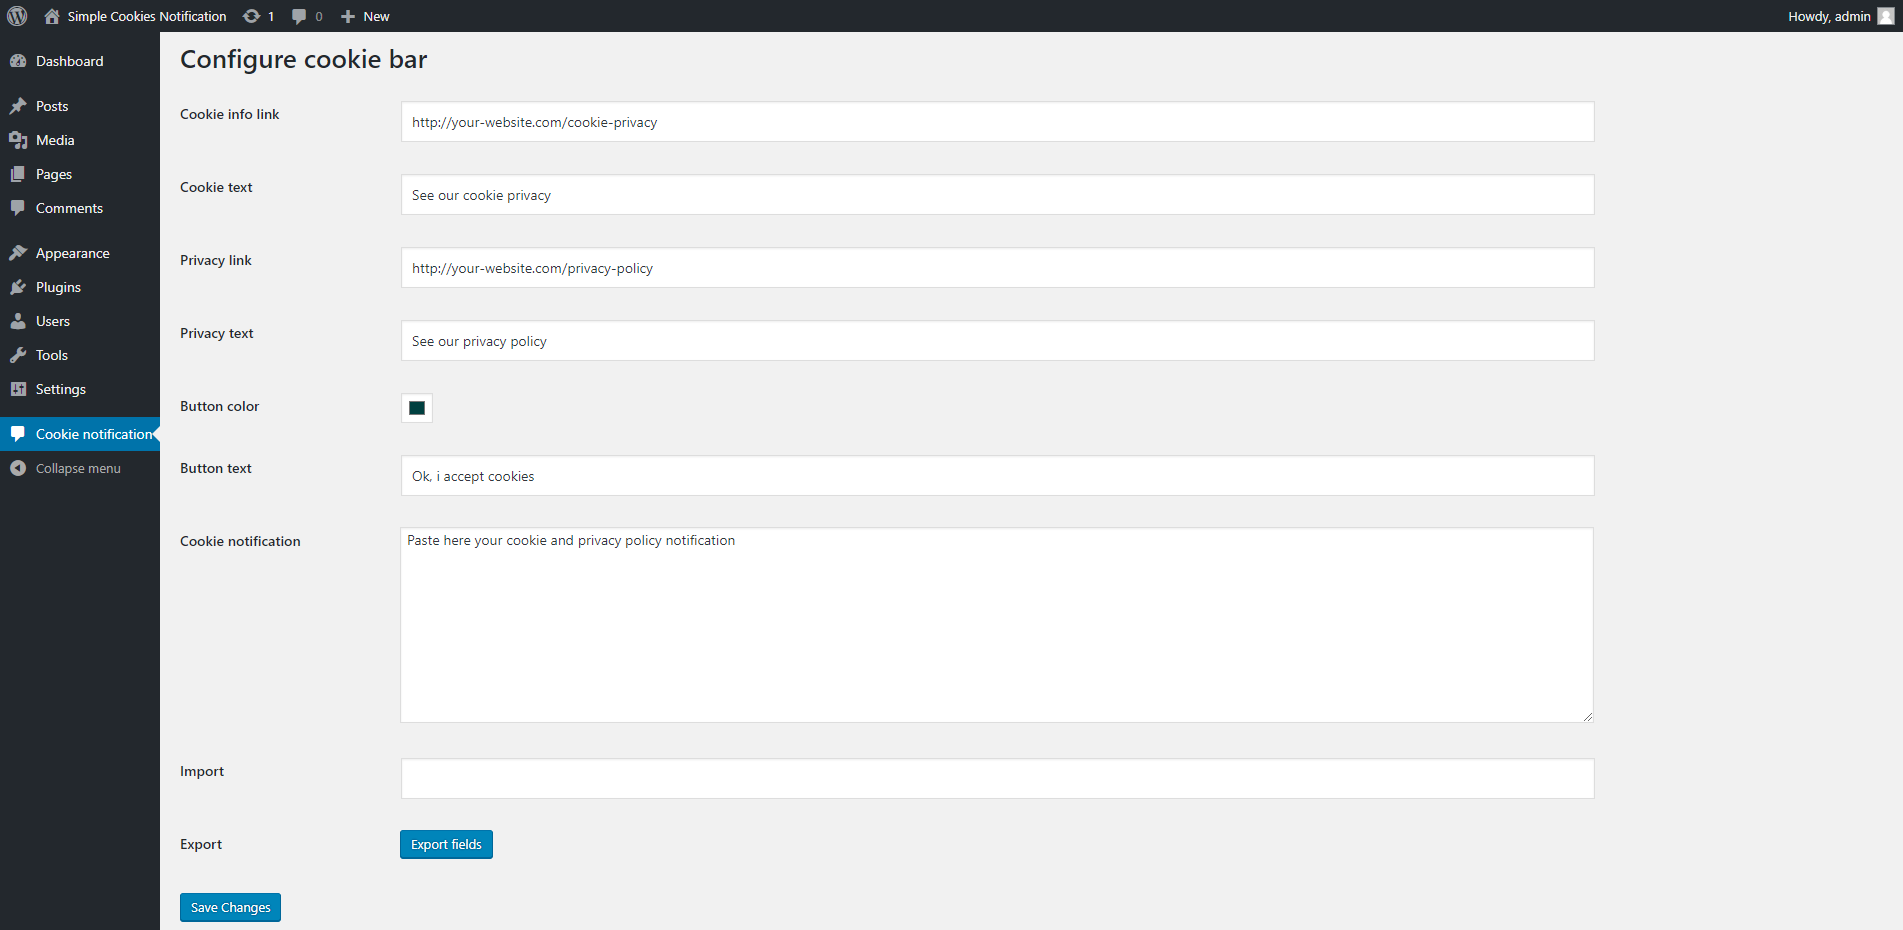 Simple Cookies Notification 1 0 New Howdy, admin
Dashboard
Posts
Media
Pages
Comments
Appearance
Plugins
Users
Tools
Settings
Cookie notification
Collapse menu
Configure cookie bar
Cookie info link
http://your-website.com/cookie-privacy
Cookie text
See our cookie privacy
Privacy link
http://your-website.com/privacy-policy
Privacy text
See our privacy policy
Button color
Button text
Ok, i accept cookies
Cookie notification
Paste here your cookie and privacy policy notification
Import
Export
Export fields
Save Changes